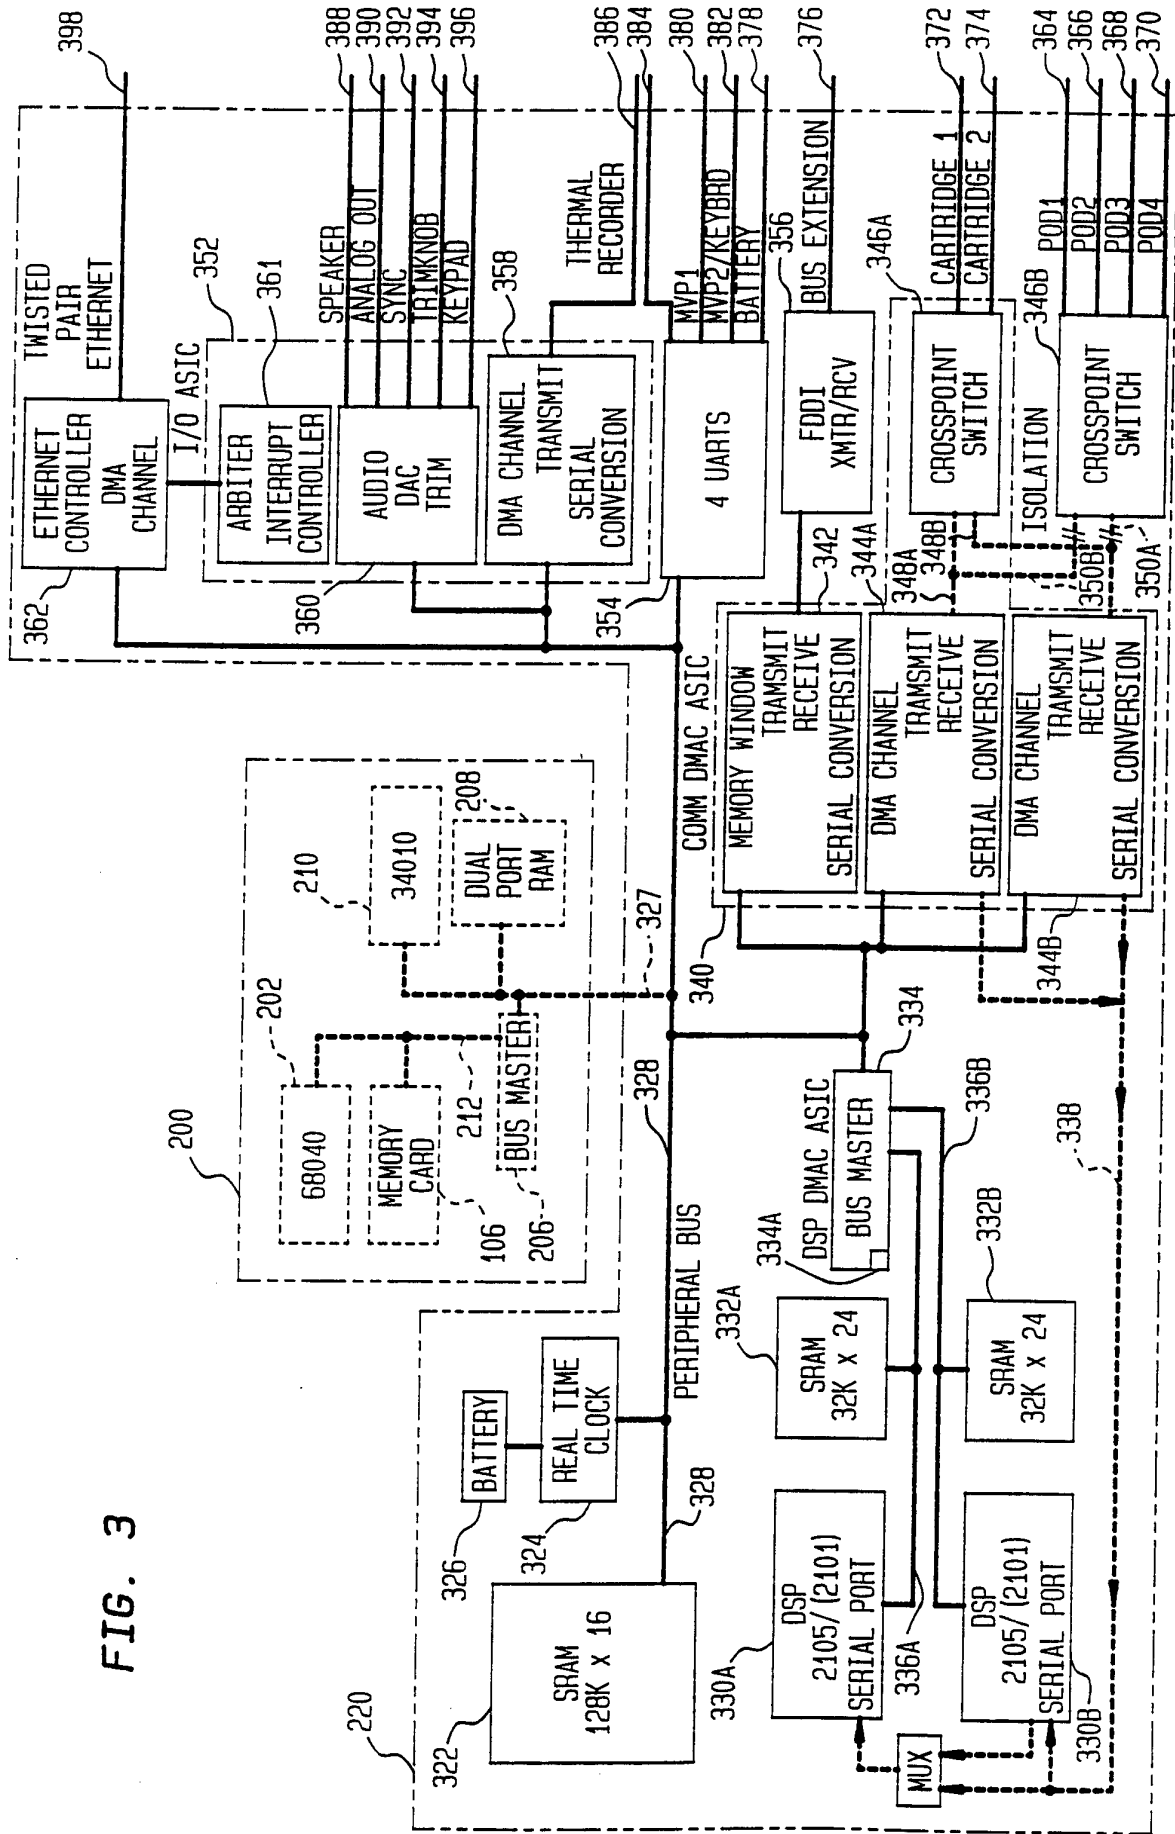 FIG. 3
200
202
68040
MEMORY
CARD
106
212
BUS MASTER
206
210
34010
208
DUAL
PORT
RAM
327
220
322
SRAM
128K x 16
326
BATTERY
324
REAL TIME
CLOCK
328
PERIPHERAL BUS
328
330A
DSP
2105/(2101)
SERIAL PORT
336A
DSP
2105/(2101)
SERIAL PORT
330B
MUX
332A
SRAM
32K x 24
332B
SRAM
32K x 24
334A
DSP DMAC ASIC
BUS MASTER
334
336B
338
340
COMM DMAC ASIC
MEMORY WINDOW
TRAMSMIT
RECEIVE
SERIAL CONVERSION
342
DMA CHANNEL
TRAMSMIT
RECEIVE
SERIAL CONVERSION
344A
DMA CHANNEL
TRANSMIT
RECEIVE
SERIAL CONVERSION
344B
348A
348B
350B
350A
ISOLATION
CROSSPOINT
SWITCH
346A
CROSSPOINT
SWITCH
346B
CARTRIDGE 1
CARTRIDGE 2
372
374
POD1
POD2
POD3
POD4
364
366
368
370
FDDI
XMTR/RCV
356
BUS EXTENSION
376
354
4 UARTS
MVP1
MVP2/KEYBRD
BATTERY
380
382
378
THERMAL
RECORDER
386
384
I/O ASIC
352
DMA CHANNEL
TRANSMIT
SERIAL
CONVERSION
358
360
AUDIO
DAC
TRIM
SPEAKER
ANALOG OUT
SYNC
TRIMKNOB
KEYPAD
388
390
392
394
396
ARBITER
INTERRUPT
CONTROLLER
361
362
ETHERNET
CONTROLLER
DMA
CHANNEL
TWISTED
PAIR
ETHERNET
398